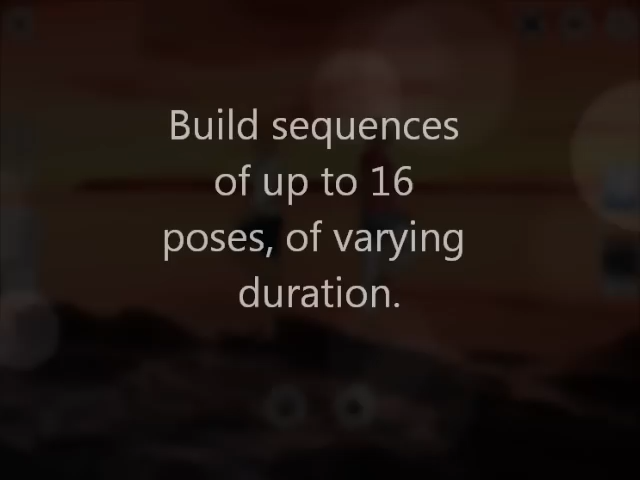 Build sequences
of up to 16
poses, of varying
duration.